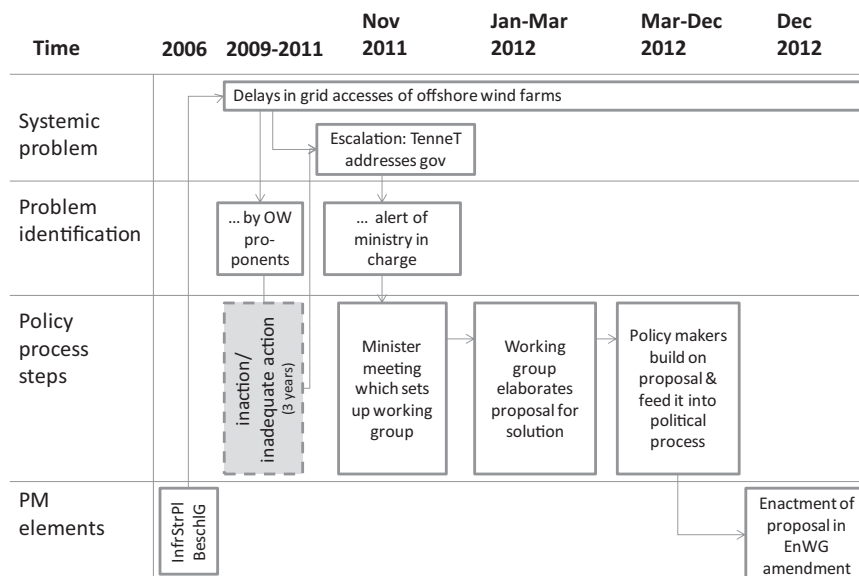 Time
2006
2009-2011
Nov
2011
Jan-Mar
2012
Mar-Dec
2012
Dec
2012
Systemic
problem
Delays in grid accesses of offshore wind farms
Escalation: TenneT
addresses gov
Problem
identification
... by OW
pro-
ponents
... alert of
ministry in
charge
Policy
process
steps
inaction/
inadequate action
(3 years)
Minister
meeting
which sets
up working
group
Working
group
elaborates
proposal for
solution
Policy makers
build on
proposal &
feed it into
political
process
PM
elements
InfrStrPl
BeschlG
Enactment of
proposal in
EnWG
amendment